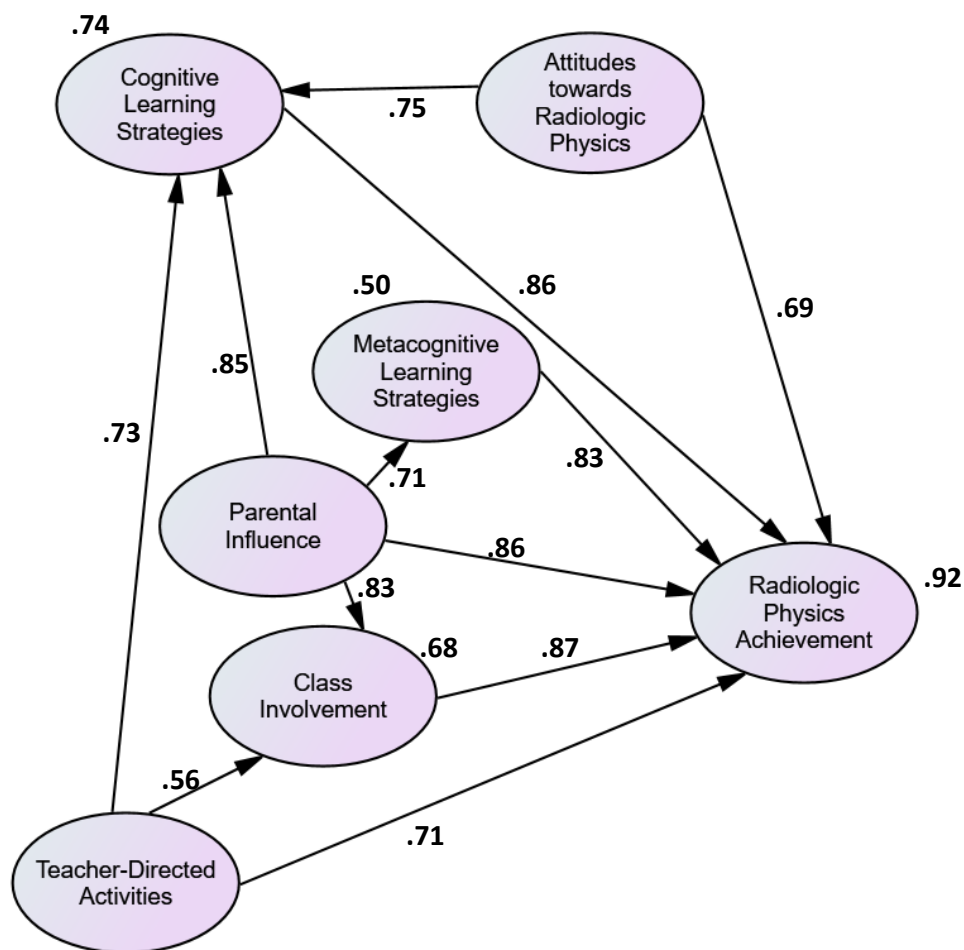 .74
Cognitive
Learning
Strategies
Attitudes
towards
Radiologic
Physics
.75
.50
.86
.69
Metacognitive
Learning
Strategies
.85
.73
.83
.71
Parental
Influence
.86
.83
Radiologic
Physics
Achievement
.92
.68
.87
Class
Involvement
.56
.71
Teacher-Directed
Activities